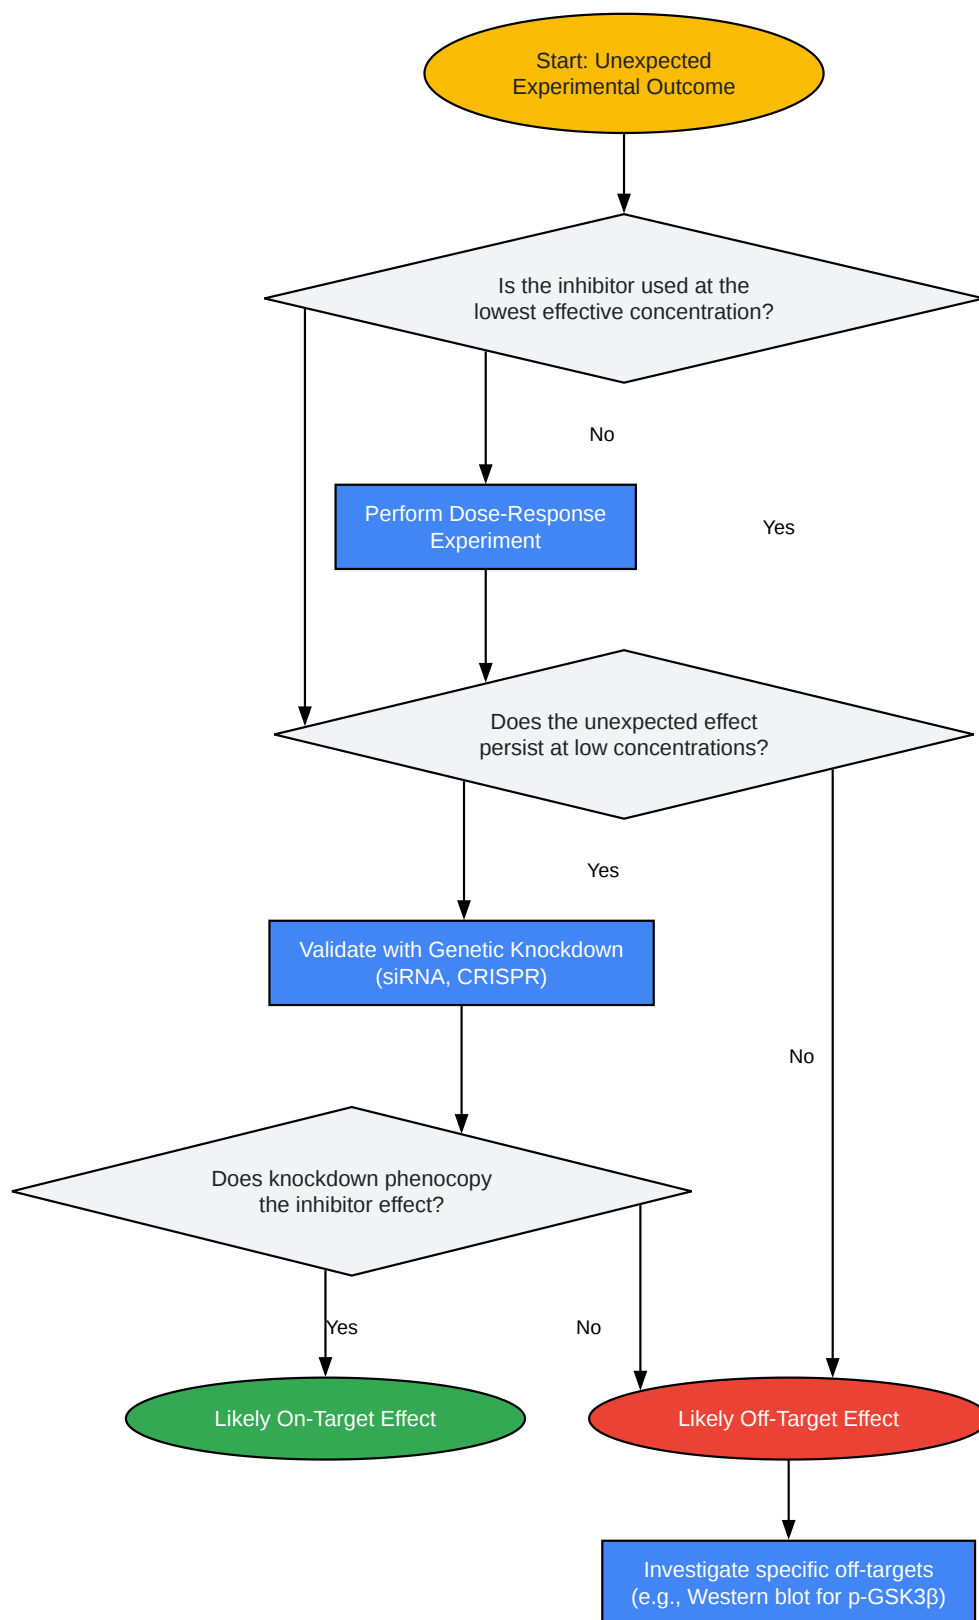 Start: Unexpected
Experimental Outcome
Is the inhibitor used at the
lowest effective concentration?
No
Perform Dose-Response
Experiment
Yes
Does the unexpected effect
persist at low concentrations?
Yes
Validate with Genetic Knockdown
(siRNA, CRISPR)
No
Does knockdown phenocopy
the inhibitor effect?
Yes
No
Likely On-Target Effect
Likely Off-Target Effect
Investigate specific off-targets
(e.g., Western blot for p-GSK3β)